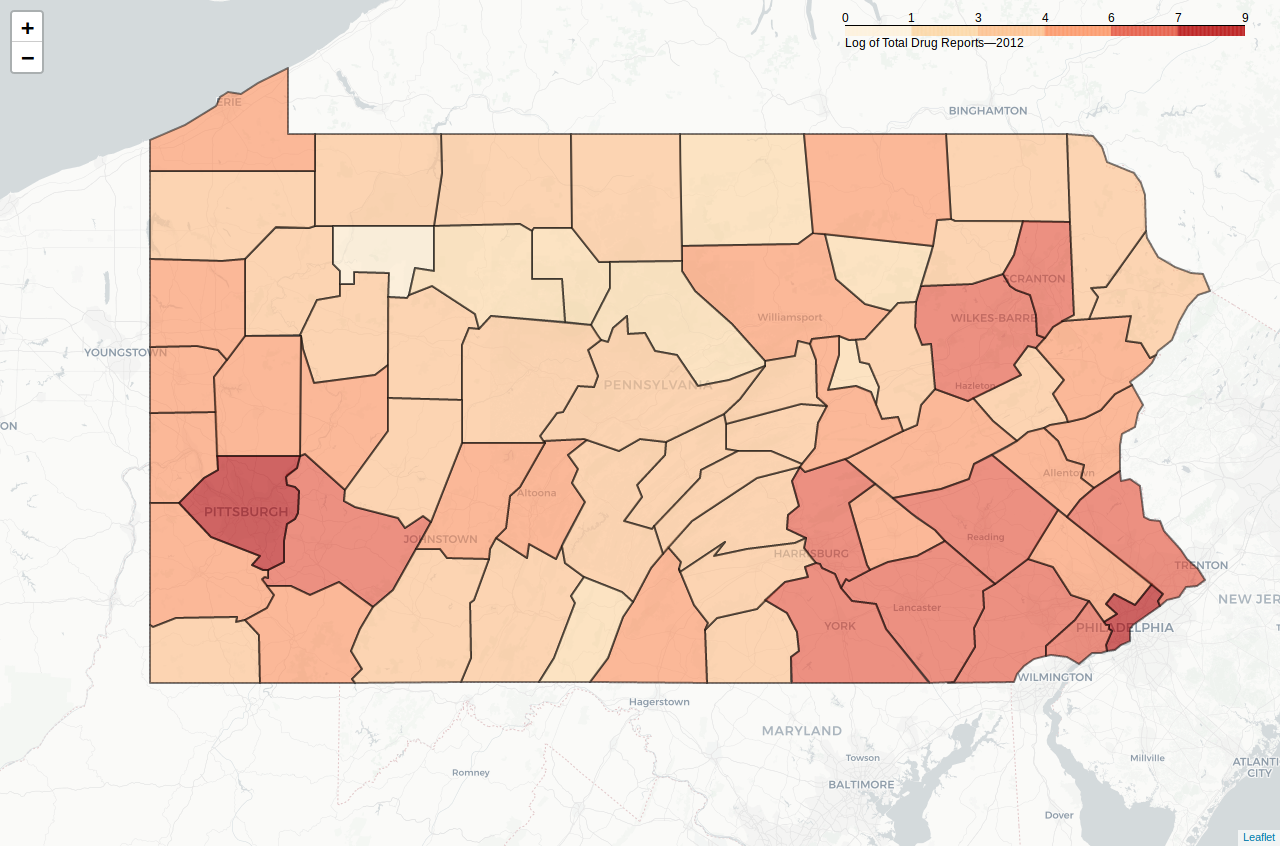 +
−
0 1 3 4 6 7 9
Log of Total Drug Reports—2012
ERIE
BINGHAMTON
SCRANTON
Williamsport
WILKES-BARRE
YOUNGSTOWN
PENNSYLVANIA
Hazleton
ON
Allentown
Altoona
PITTSBURGH
JOHNSTOWN
Reading
HARRISBURG
TRENTON
NEW JER
Lancaster
YORK
PHILADELPHIA
WILMINGTON
Hagerstown
MARYLAND
Towson
Millville
ATLANTI
CITY
Romney
BALTIMORE
Dover
Leaflet